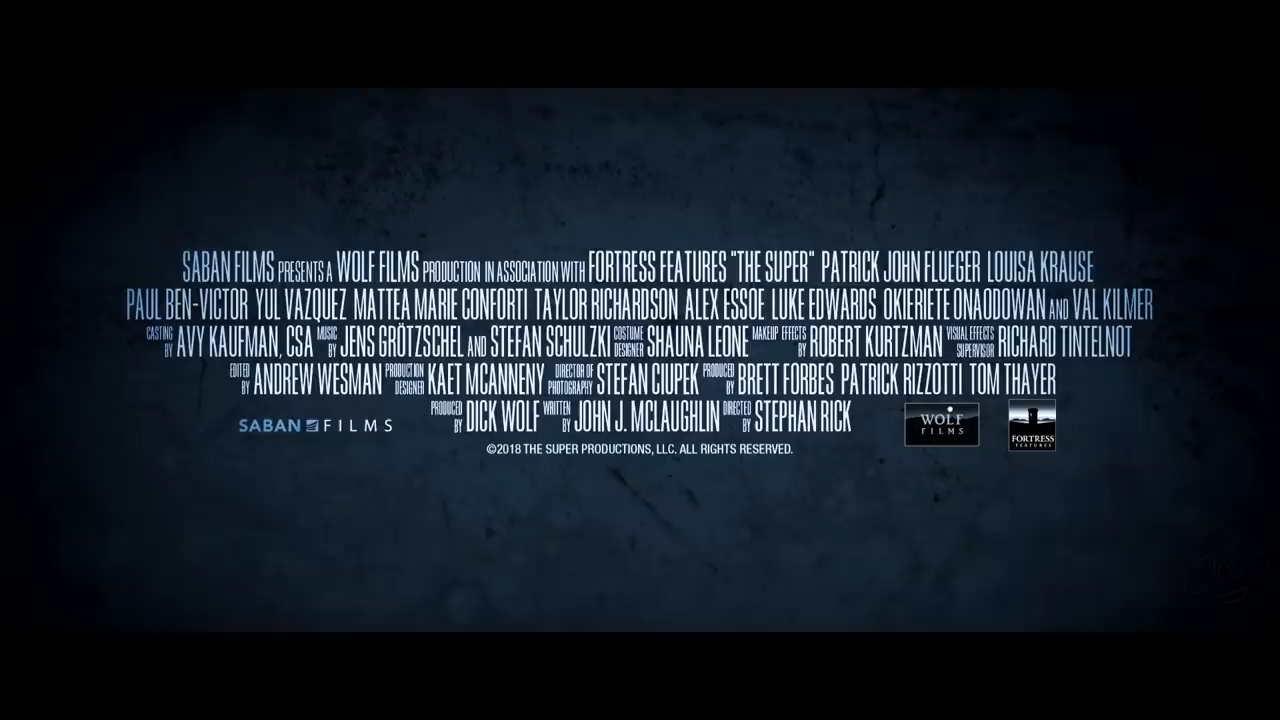 SABAN FILMS PRESENTS A WOLF FILMS PRODUCTION IN ASSOCIATION WITH FORTRESS FEATURES "THE SUPER" PATRICK JOHN FLUEGER LOUISA KRAUSE
PAUL BEN-VICTOR YUL VAZQUEZ MATTEA MARIE CONFORTI TAYLOR RICHARDSON ALEX ESSOE LUKE EDWARDS OKIERIETE ONAODOWAN AND VAL KILMER
CASTING BY AVY KAUFMAN, CSA MUSIC BY JENS GRÖTZSCHEL AND STEFAN SCHULZKI COSTUME DESIGNER SHAUNA LEONE MAKEUP EFFECTS BY ROBERT KURTZMAN VISUAL EFFECTS SUPERVISOR RICHARD TINTELNOT
EDITED BY ANDREW WESMAN PRODUCTION DESIGNER KAET MCANNENY DIRECTOR OF PHOTOGRAPHY STEFAN CIUPEK PRODUCED BY BRETT FORBES PATRICK RIZZOTTI TOM THAYER
SABAN FILMS PRODUCED BY DICK WOLF WRITTEN BY JOHN J. MCLAUGHLIN DIRECTED BY STEPHAN RICK WOLF FILMS FORTRESS FEATURES
©2018 THE SUPER PRODUCTIONS, LLC. ALL RIGHTS RESERVED.